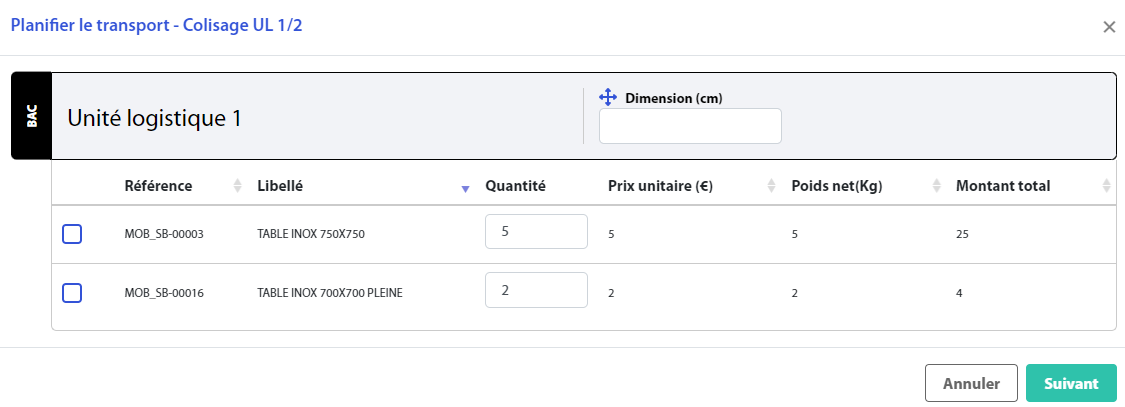 Planifier le transport - Colisage UL 1/2
BAC
Unité logistique 1
Dimension (cm)
Référence Libellé Quantité Prix unitaire (€) Poids net(Kg) Montant total
MOB_SB-00003 TABLE INOX 750X750 5 5 5 25
MOB_SB-00016 TABLE INOX 700X700 PLEINE 2 2 2 4
Annuler Suivant